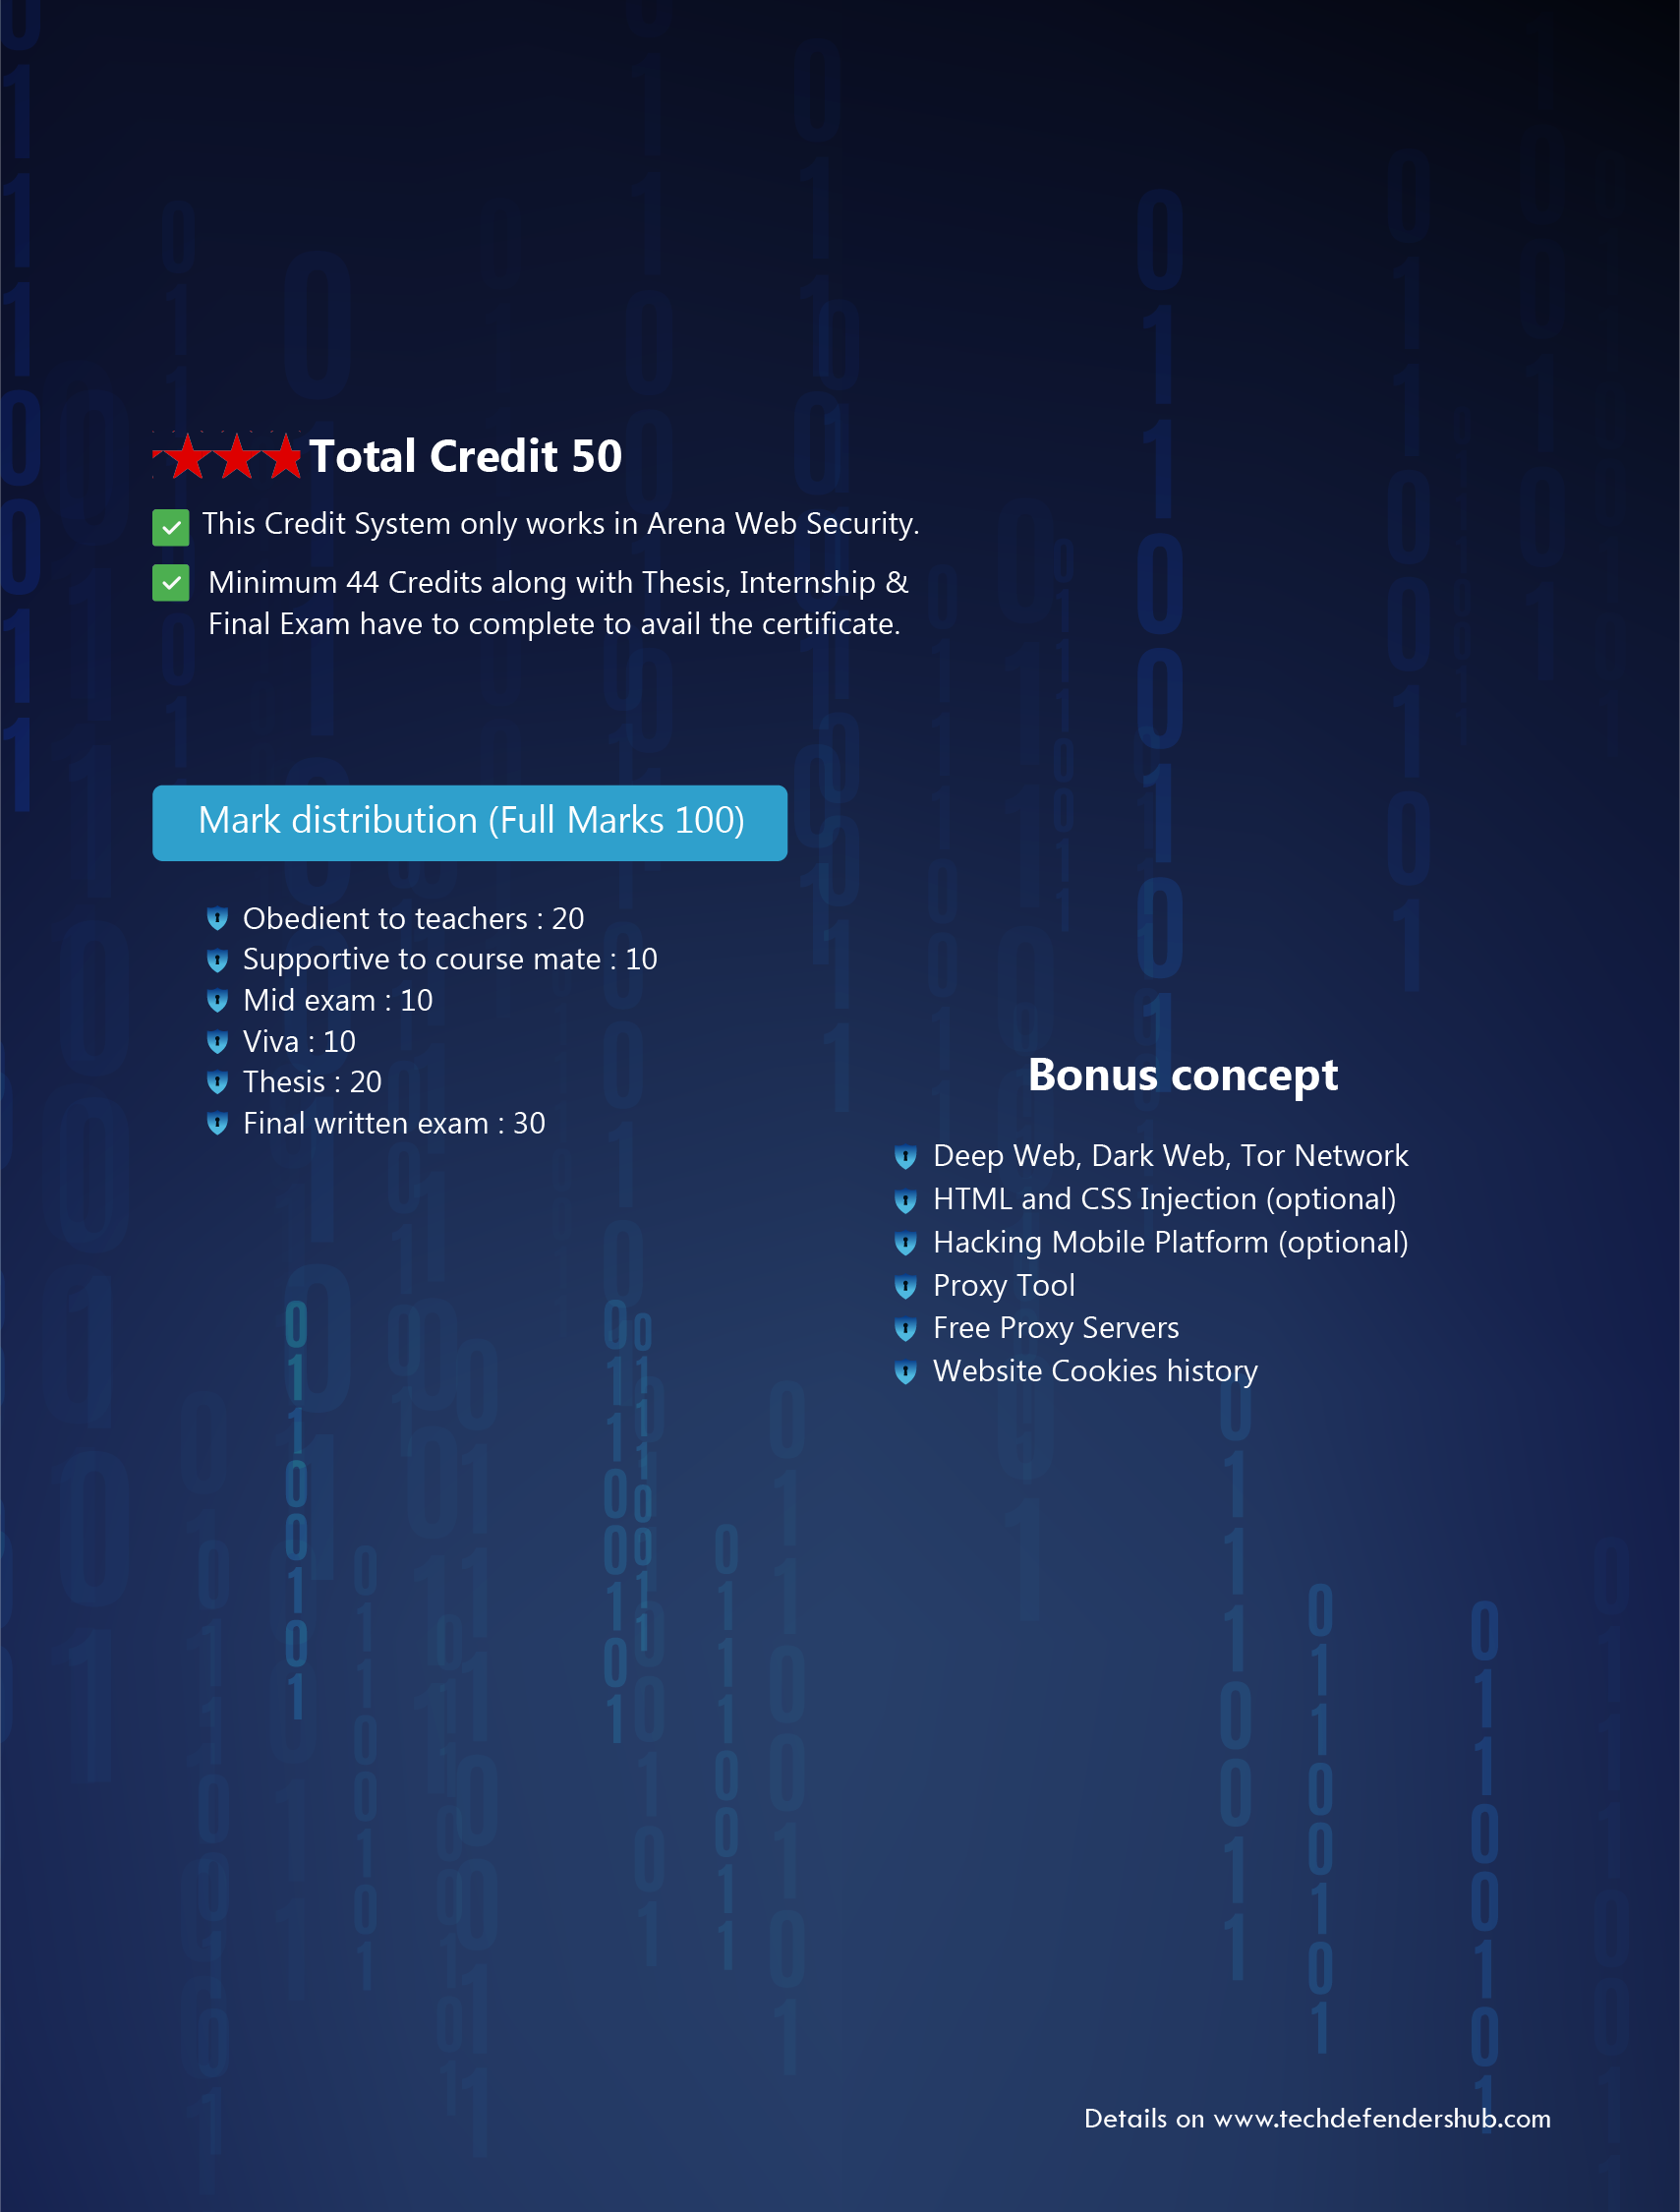 Total Credit 50
This Credit System only works in Arena Web Security.
Minimum 44 Credits along with Thesis, Internship &
Final Exam have to complete to avail the certificate.
Mark distribution (Full Marks 100)
Obedient to teachers : 20
Supportive to course mate : 10
Mid exam : 10
Viva : 10
Thesis : 20
Final written exam : 30
Bonus concept
Deep Web, Dark Web, Tor Network
HTML and CSS Injection (optional)
Hacking Mobile Platform (optional)
Proxy Tool
Free Proxy Servers
Website Cookies history
Details on www.techdefendershub.com